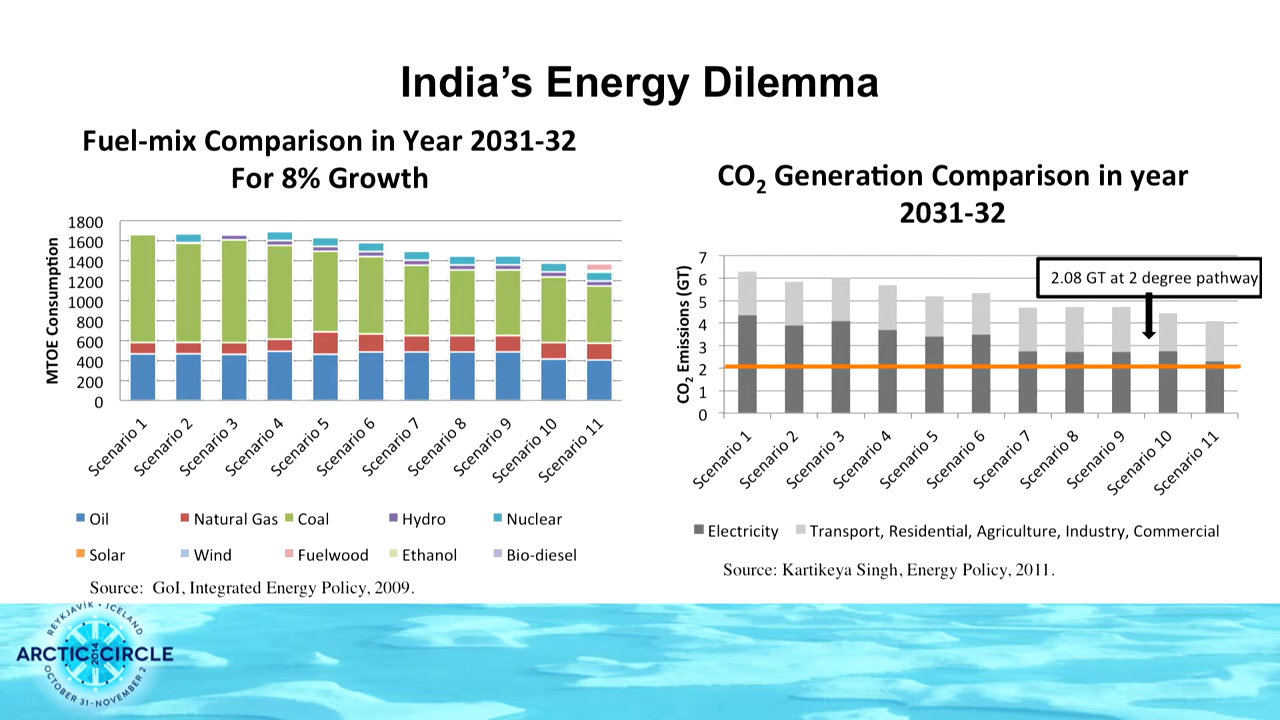 India’s Energy Dilemma
Fuel-mix Comparison in Year 2031-32
For 8% Growth
MTOE Consumption
1800
1600
1400
1200
1000
800
600
400
200
0
Scenario 1
Scenario 2
Scenario 3
Scenario 4
Scenario 5
Scenario 6
Scenario 7
Scenario 8
Scenario 9
Scenario 10
Scenario 11
Oil Natural Gas Coal Hydro Nuclear
Solar Wind Fuelwood Ethanol Bio-diesel
Source: GoI, Integrated Energy Policy, 2009.
CO₂ Generation Comparison in year
2031-32
CO₂ Emissions (GT)
7
6
5
4
3
2
1
0
2.08 GT at 2 degree pathway
Scenario 1
Scenario 2
Scenario 3
Scenario 4
Scenario 5
Scenario 6
Scenario 7
Scenario 8
Scenario 9
Scenario 10
Scenario 11
Electricity Transport, Residential, Agriculture, Industry, Commercial
Source: Kartikeya Singh, Energy Policy, 2011.
REYKJAVÍK • ICELAND
ARCTIC CIRCLE
2014
OCTOBER 31–NOVEMBER 2